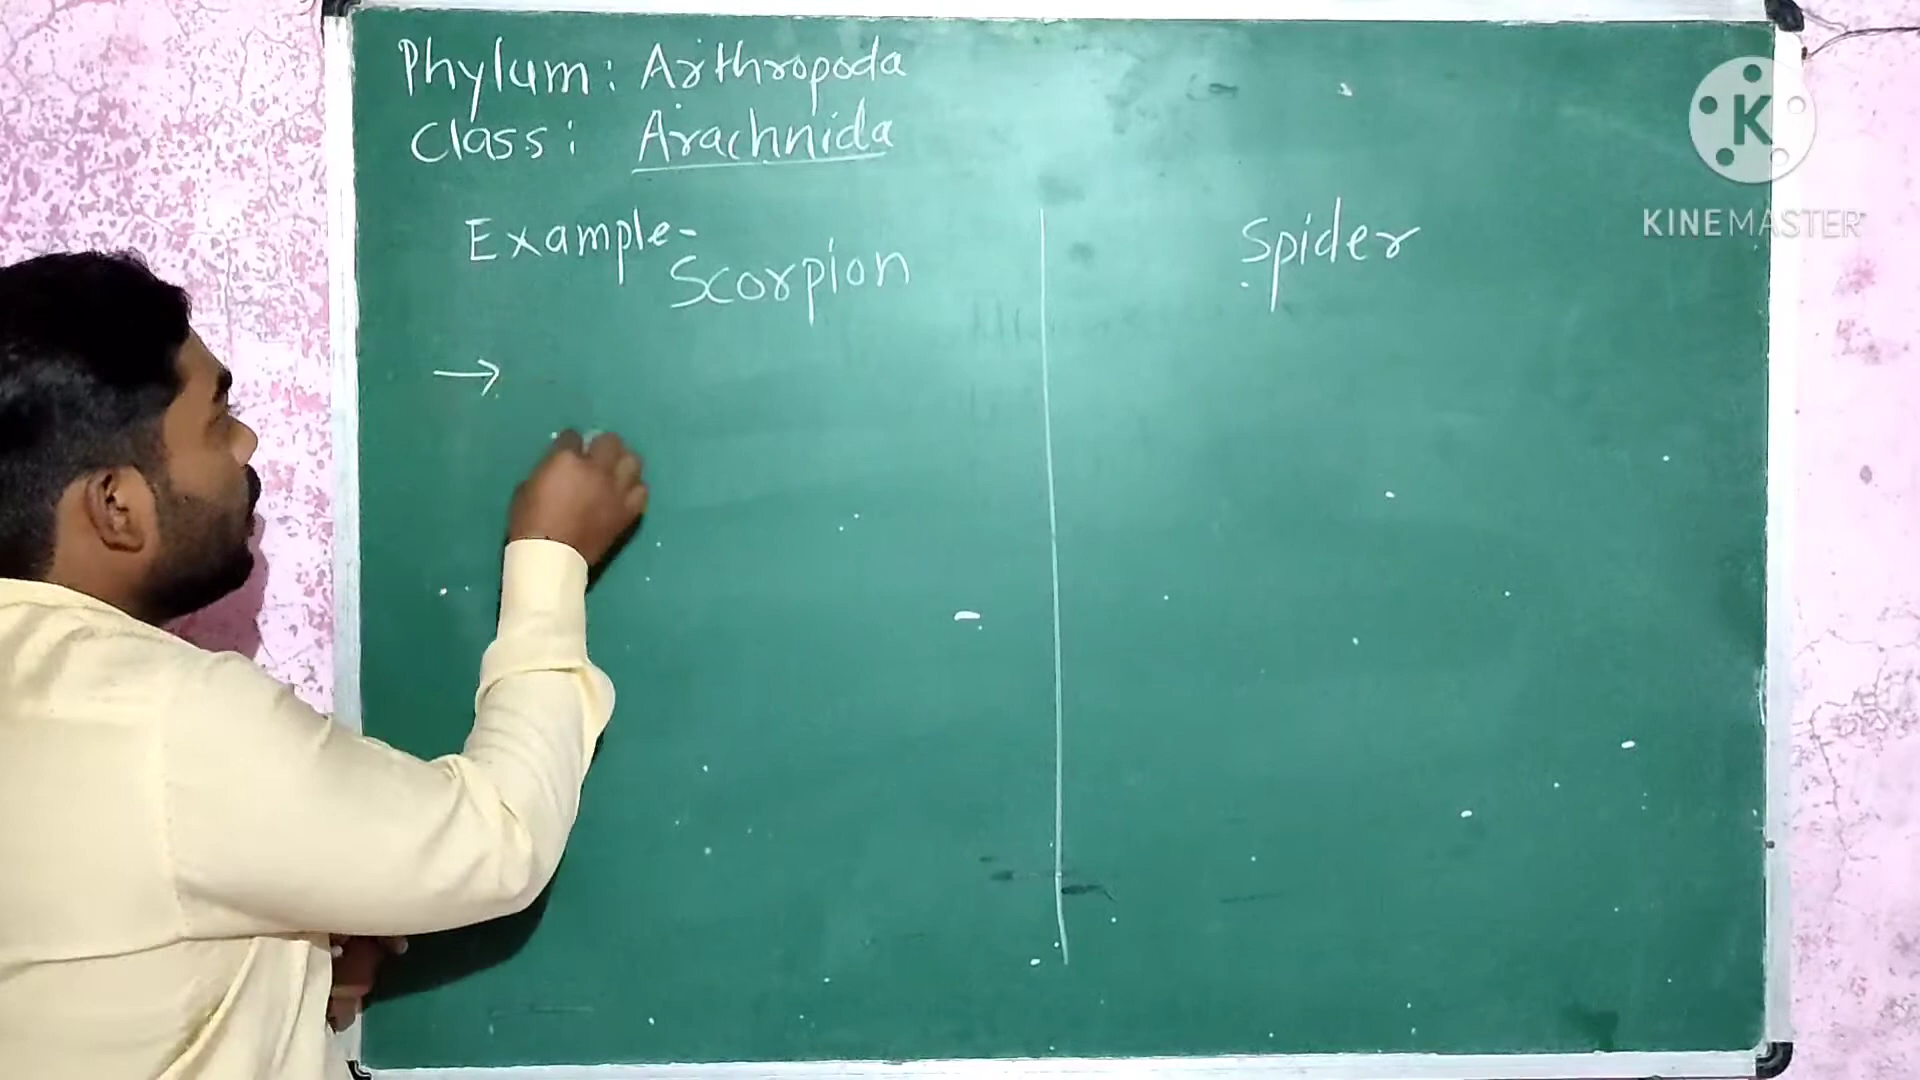 Phylum: Arthropoda
Class: Arachnida
Example-
Scorpion
Spider
→
K
KINEMASTER